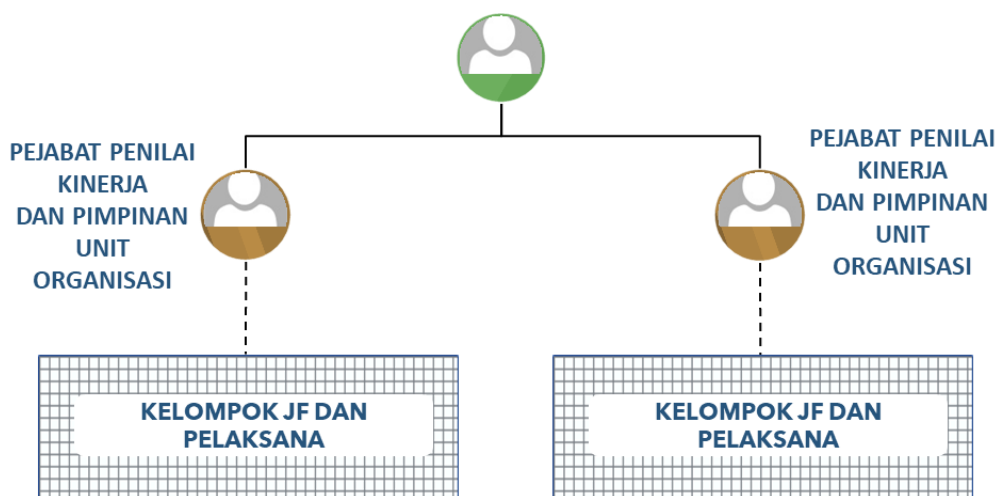 PEJABAT PENILAI
KINERJA
DAN PIMPINAN
UNIT
ORGANISASI
PEJABAT PENILAI
KINERJA
DAN PIMPINAN
UNIT
ORGANISASI
KELOMPOK JF DAN
PELAKSANA
KELOMPOK JF DAN
PELAKSANA